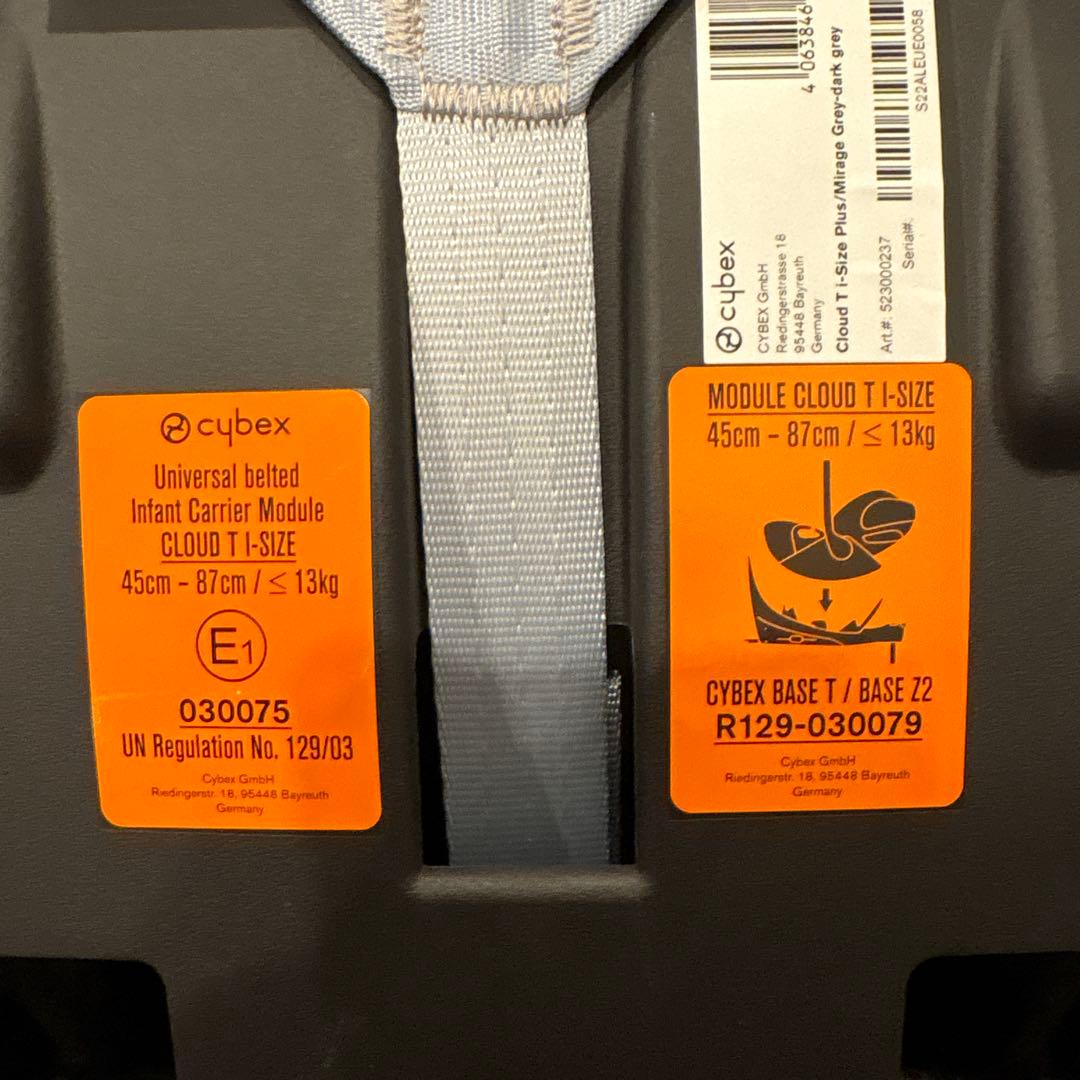 cybex
Universal belted
Infant Carrier Module
CLOUD T I-SIZE
45cm – 87cm / ≤ 13kg
E1
030075
UN Regulation No. 129/03
Cybex GmbH
Riedingerstr. 18, 95448 Bayreuth
Germany
cybex
CYBEX GmbH
Riedingerstrasse 18
95448 Bayreuth
Germany
4 063846
Cloud T i-Size Plus/Mirage Grey-dark grey
Art.#: 523000237
Serial#:
S22ALEUE0058
MODULE CLOUD T I-SIZE
45cm – 87cm / ≤ 13kg
CYBEX BASE T / BASE Z2
R129-030079
Cybex GmbH
Riedingerstr. 18, 95448 Bayreuth
Germany